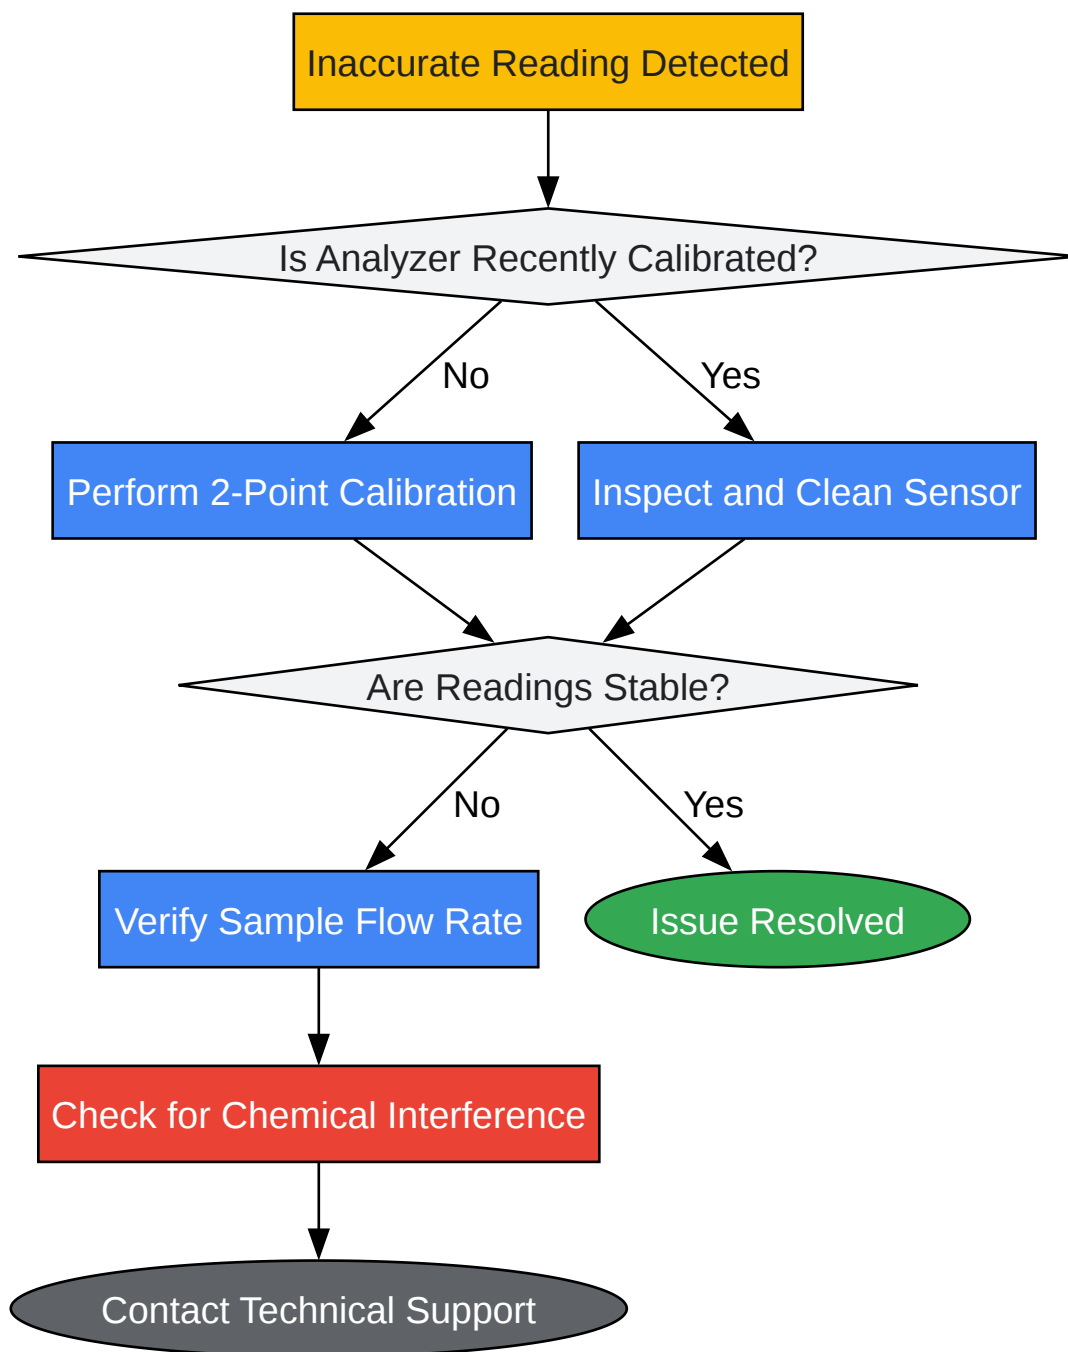 Inaccurate Reading Detected
Is Analyzer Recently Calibrated?
No
Yes
Perform 2-Point Calibration
Inspect and Clean Sensor
Are Readings Stable?
No
Yes
Verify Sample Flow Rate
Issue Resolved
Check for Chemical Interference
Contact Technical Support